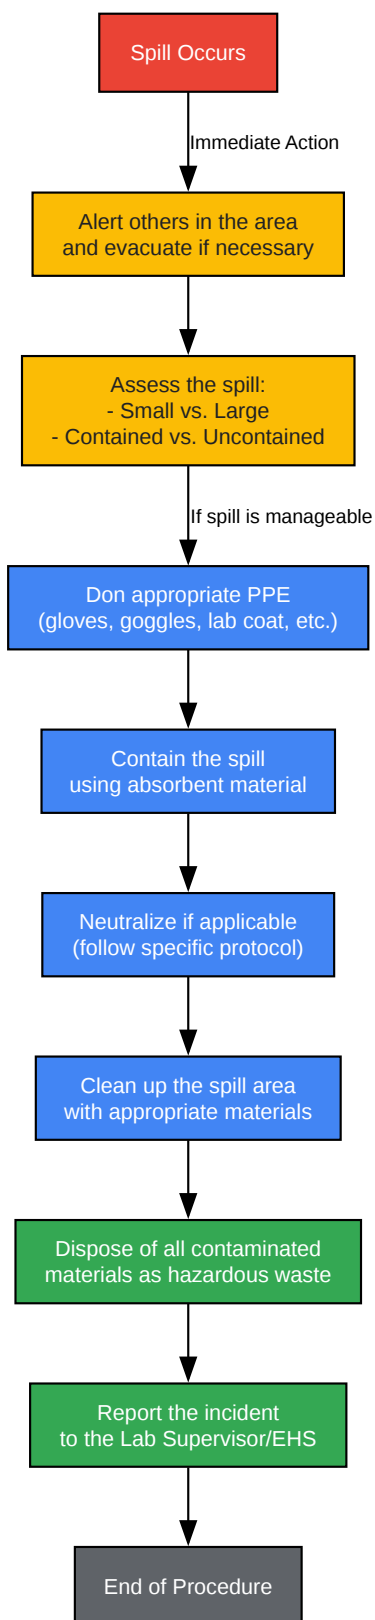 Spill Occurs
Immediate Action
Alert others in the area
and evacuate if necessary
Assess the spill:
- Small vs. Large
- Contained vs. Uncontained
If spill is manageable
Don appropriate PPE
(gloves, goggles, lab coat, etc.)
Contain the spill
using absorbent material
Neutralize if applicable
(follow specific protocol)
Clean up the spill area
with appropriate materials
Dispose of all contaminated
materials as hazardous waste
Report the incident
to the Lab Supervisor/EHS
End of Procedure